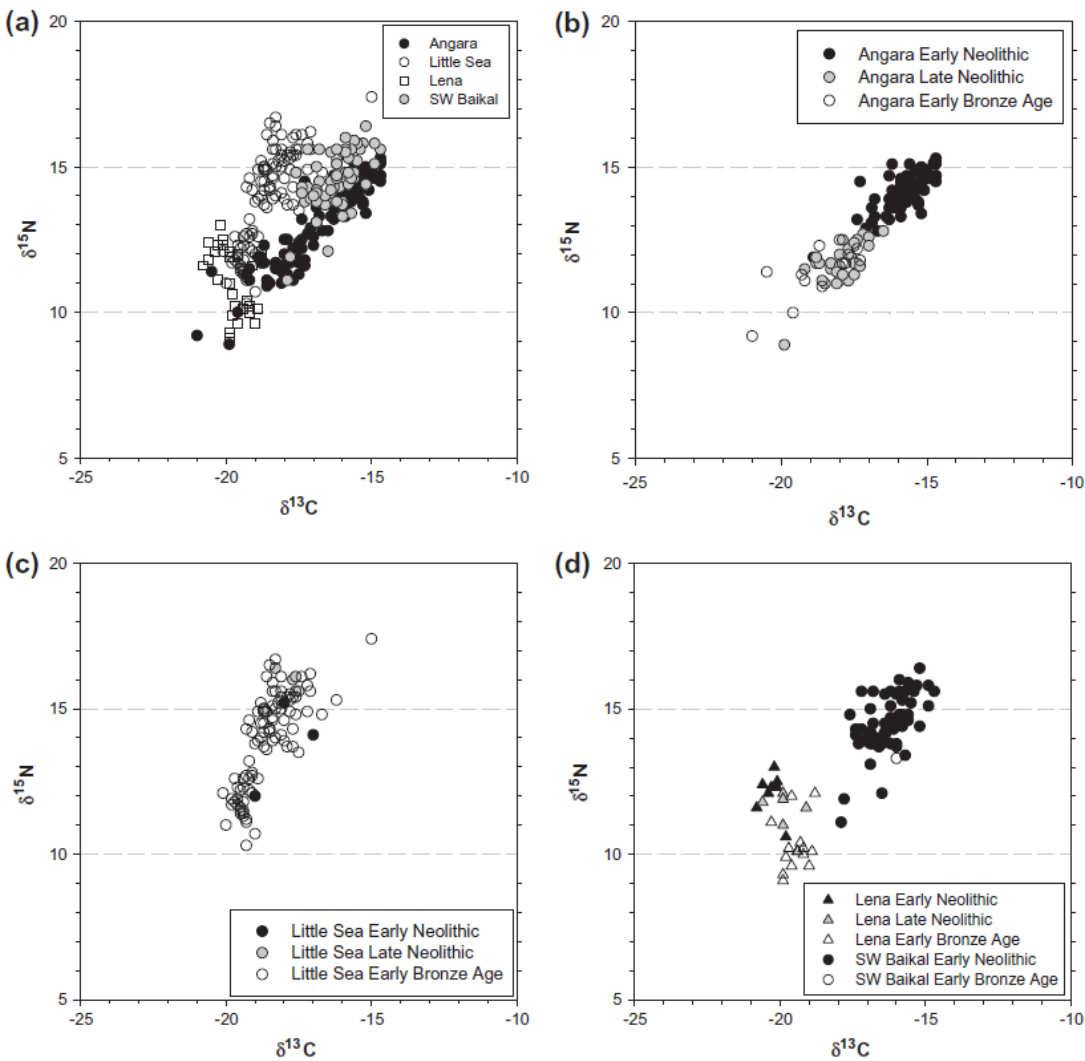 (a)
20
15
10
5
-25
-20
-15
-10
δ15N
δ13C
Angara
Little Sea
Lena
SW Baikal
(b)
20
15
10
5
-25
-20
-15
-10
δ15N
δ13C
Angara Early Neolithic
Angara Late Neolithic
Angara Early Bronze Age
(c)
20
15
10
5
-25
-20
-15
-10
δ15N
δ13C
Little Sea Early Neolithic
Little Sea Late Neolithic
Little Sea Early Bronze Age
(d)
20
15
10
5
-25
-20
-15
-10
δ15N
δ13C
Lena Early Neolithic
Lena Late Neolithic
Lena Early Bronze Age
SW Baikal Early Neolithic
SW Baikal Early Bronze Age